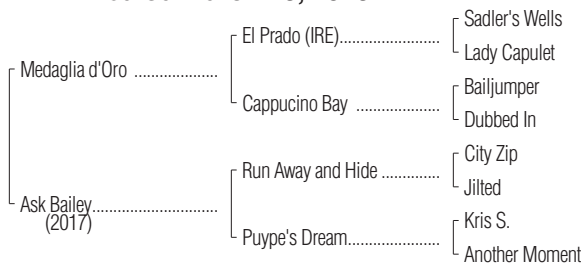 Sadler's Wells
El Prado (IRE)........................
Lady Capulet
Medaglia d'Oro ....................
Bailjumper
Cappucino Bay ....................
Dubbed In
City Zip
Run Away and Hide ..............
Jilted
Ask Bailey..............................
(2017)
Kris S.
Puype's Dream......................
Another Moment